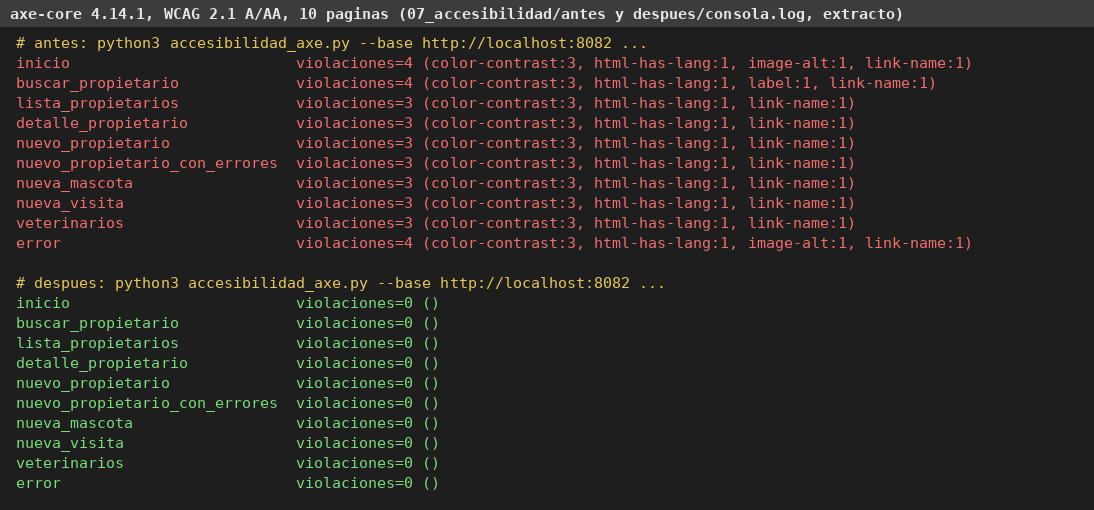 axe-core 4.14.1, WCAG 2.1 A/AA, 10 paginas (07_accesibilidad/antes y despues/consola.log, extracto)
# antes: python3 accesibilidad_axe.py --base http://localhost:8082 ...
inicio                         violaciones=4 (color-contrast:3, html-has-lang:1, image-alt:1, link-name:1)
buscar_propietario             violaciones=4 (color-contrast:3, html-has-lang:1, label:1, link-name:1)
lista_propietarios             violaciones=3 (color-contrast:3, html-has-lang:1, link-name:1)
detalle_propietario            violaciones=3 (color-contrast:3, html-has-lang:1, link-name:1)
nuevo_propietario              violaciones=3 (color-contrast:3, html-has-lang:1, link-name:1)
nuevo_propietario_con_errores  violaciones=3 (color-contrast:3, html-has-lang:1, link-name:1)
nueva_mascota                  violaciones=3 (color-contrast:3, html-has-lang:1, link-name:1)
nueva_visita                   violaciones=3 (color-contrast:3, html-has-lang:1, link-name:1)
veterinarios                   violaciones=3 (color-contrast:3, html-has-lang:1, link-name:1)
error                          violaciones=4 (color-contrast:3, html-has-lang:1, image-alt:1, link-name:1)
# despues: python3 accesibilidad_axe.py --base http://localhost:8082 ...
inicio                         violaciones=0 ()
buscar_propietario             violaciones=0 ()
lista_propietarios             violaciones=0 ()
detalle_propietario            violaciones=0 ()
nuevo_propietario              violaciones=0 ()
nuevo_propietario_con_errores  violaciones=0 ()
nueva_mascota                  violaciones=0 ()
nueva_visita                   violaciones=0 ()
veterinarios                   violaciones=0 ()
error                          violaciones=0 ()